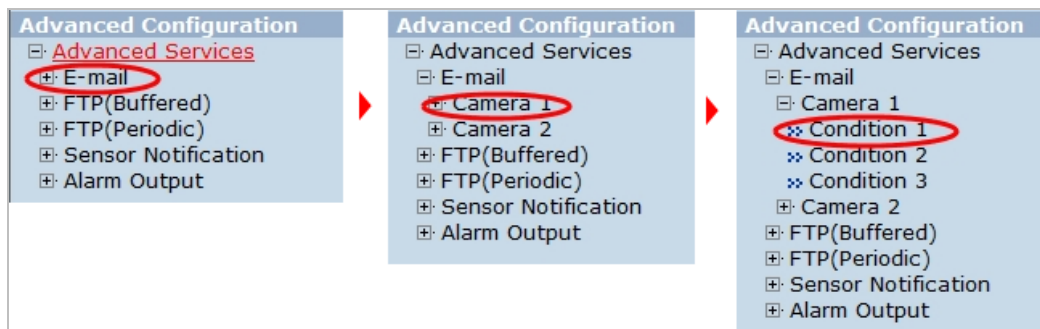 Advanced Configuration
Advanced Services
E-mail
FTP(Buffered)
FTP(Periodic)
Sensor Notification
Alarm Output
Advanced Configuration
Advanced Services
E-mail
Camera 1
Camera 2
FTP(Buffered)
FTP(Periodic)
Sensor Notification
Alarm Output
Advanced Configuration
Advanced Services
E-mail
Camera 1
Condition 1
Condition 2
Condition 3
Camera 2
FTP(Buffered)
FTP(Periodic)
Sensor Notification
Alarm Output